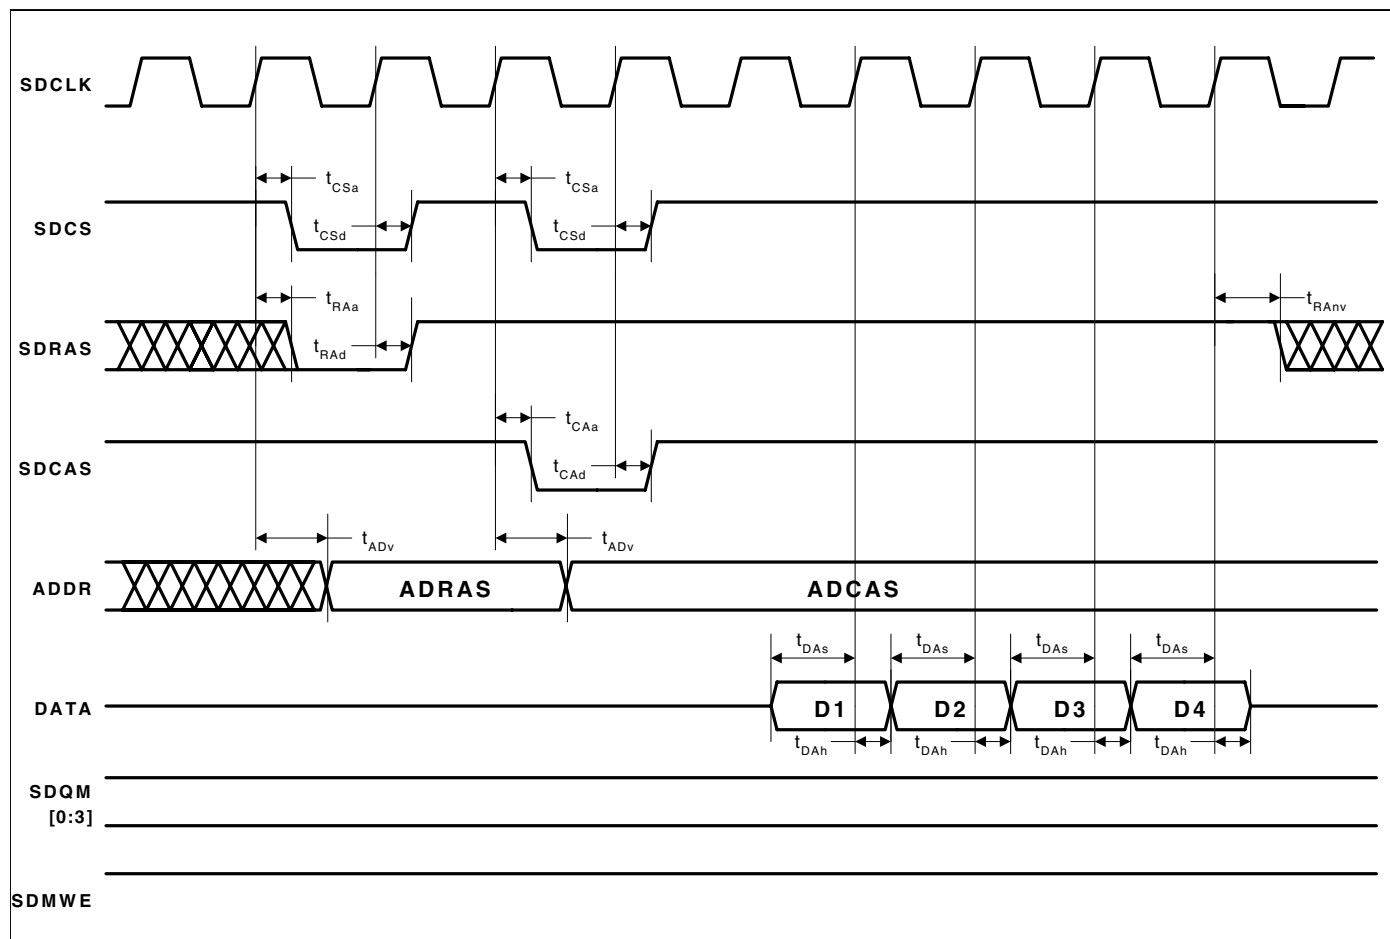 SDCLK
tCSa tCSa
SDCS
tCSd tCSd
tRAa tRAnv
SDRAS
tRAd
tCAa
SDCAS
tCAd
tADv tADv
ADDR ADRAS ADCAS
tDAs tDAs tDAs tDAs
DATA D1 D2 D3 D4
tDAh tDAh tDAh tDAh
SDQM
[0:3]
SDMWE